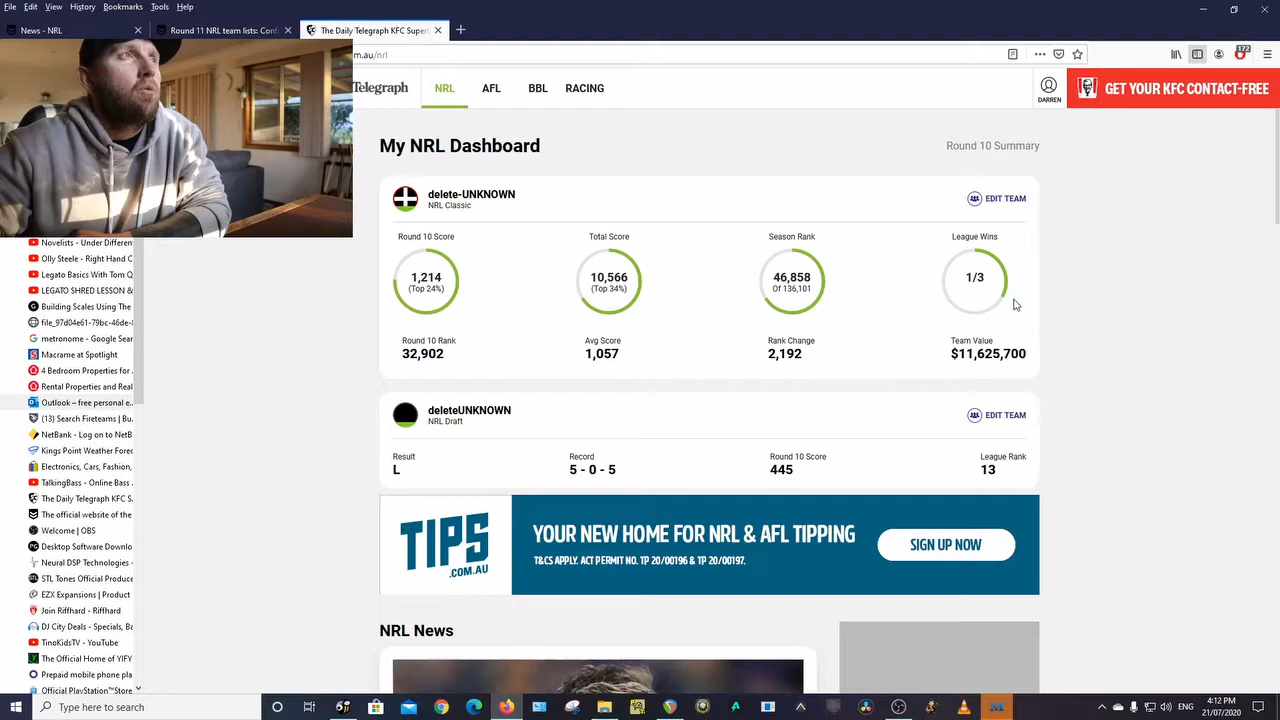 File Edit View History Bookmarks Tools Help
News - NRL
Round 11 NRL team lists: Conf
The Daily Telegraph KFC Super
m.au/nrl
172
Telegraph
NRL
AFL
BBL
RACING
DARREN
GET YOUR KFC CONTACT-FREE
My NRL Dashboard
Round 10 Summary
delete-UNKNOWN
NRL Classic
EDIT TEAM
Round 10 Score
Total Score
Season Rank
League Wins
1,214
(Top 24%)
10,566
(Top 34%)
46,858
Of 136,101
1/3
Round 10 Rank
32,902
Avg Score
1,057
Rank Change
2,192
Team Value
$11,625,700
deleteUNKNOWN
NRL Draft
EDIT TEAM
Result
L
Record
5 - 0 - 5
Round 10 Score
445
League Rank
13
TIPS
.COM.AU
YOUR NEW HOME FOR NRL & AFL TIPPING
T&CS APPLY. ACT PERMIT NO. TP 20/00196 & TP 20/00197.
SIGN UP NOW
NRL News
Novelists - Under Differen
Olly Steele - Right Hand C
Legato Basics With Tom Q
LEGATO SHRED LESSON &
Building Scales Using The
file_97d04e61-79bc-46de-8
metronome - Google Sear
Macrame at Spotlight
4 Bedroom Properties for
Rental Properties and Real
Outlook – free personal e..
(13) Search Fireteams | Bu..
NetBank - Log on to NetB
Kings Point Weather Forec
Electronics, Cars, Fashion,
TalkingBass - Online Bass
The Daily Telegraph KFC S..
The official website of the
Welcome | OBS
Desktop Software Downlo
Neural DSP Technologies -
STL Tones Official Produce
EZX Expansions | Product
Join Riffhard - Riffhard
DJ City Deals - Specials, Ba
TinoKidsTV - YouTube
The Official Home of YIFY
Prepaid mobile phone pla
Official PlayStation™Store
Type here to search
ENG
4:12 PM
21/07/2020